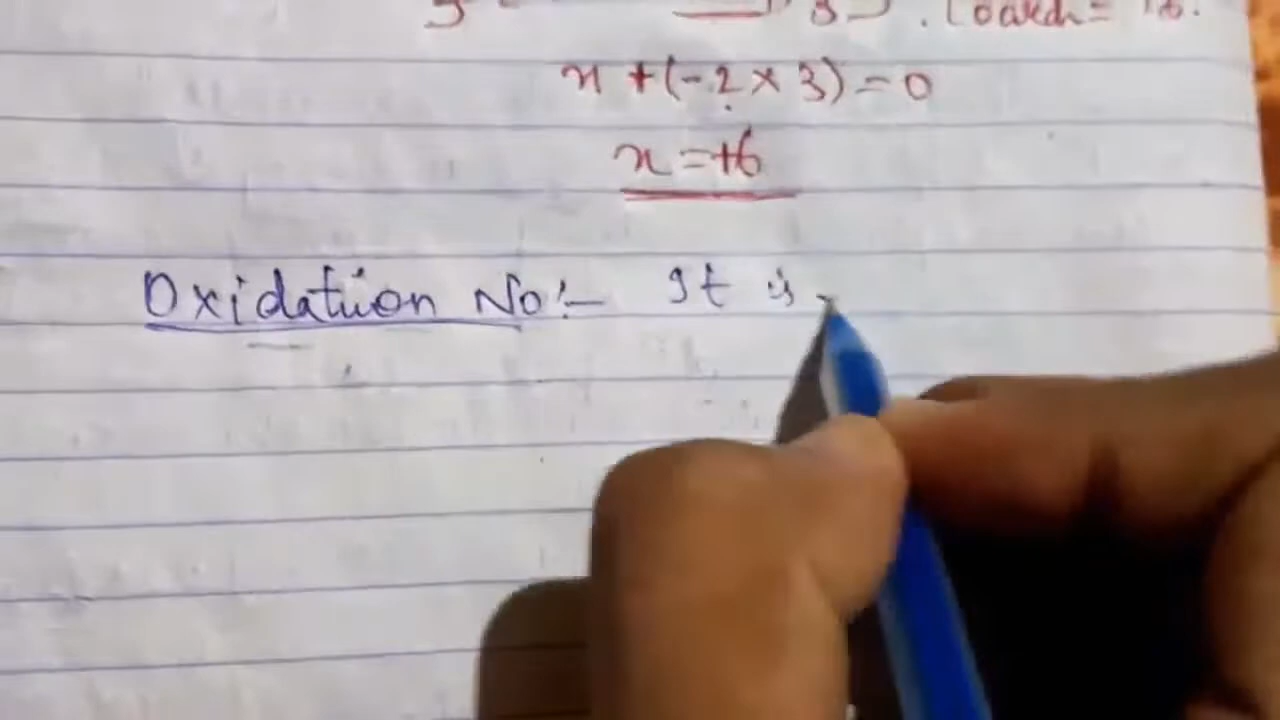 x + (-2 × 3) = 0
x = +6
Oxidation No:- It is